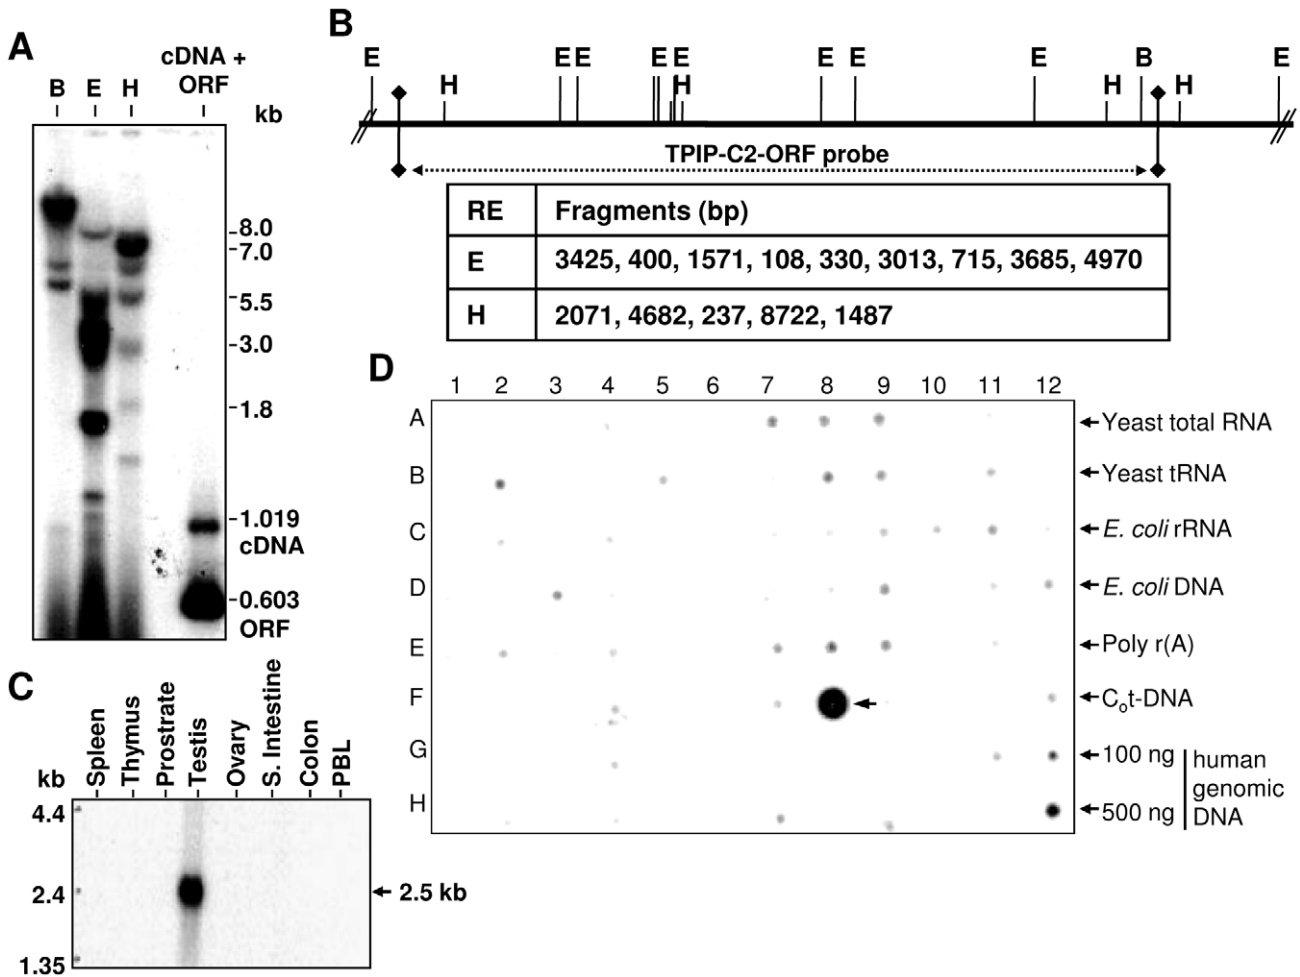 A
B E H
cDNA +
ORF
kb
8.0
7.0
5.5
3.0
1.8
1.019
cDNA
0.603
ORF
B
E E E E E E E E B E
H H H H
TPIP-C2-ORF probe
RE Fragments (bp)
E 3425, 400, 1571, 108, 330, 3013, 715, 3685, 4970
H 2071, 4682, 237, 8722, 1487
C
kb
Spleen
Thymus
Prostrate
Testis
Ovary
S. Intestine
Colon
PBL
4.4
2.4
1.35
2.5 kb
D
1 2 3 4 5 6 7 8 9 10 11 12
A Yeast total RNA
B Yeast tRNA
C E. coli rRNA
D E. coli DNA
E Poly r(A)
F Cot-DNA
G 100 ng
H 500 ng
human
genomic
DNA